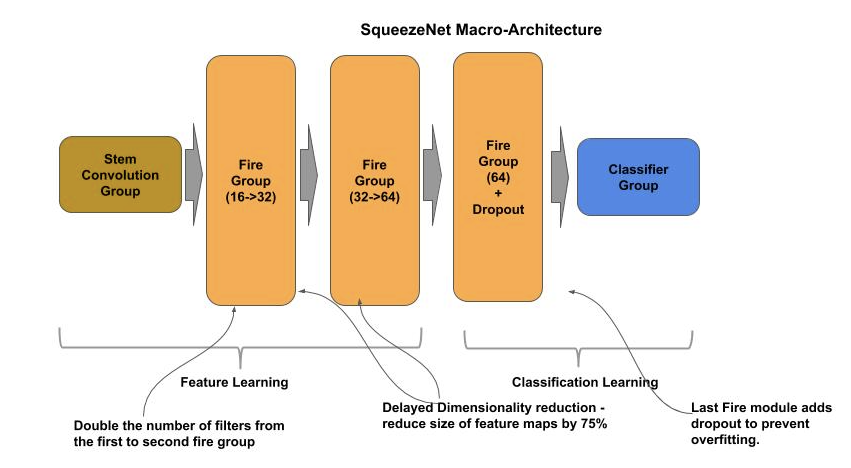 SqueezeNet Macro-Architecture
Stem
Convolution
Group
Fire
Group
(16->32)
Fire
Group
(32->64)
Fire
Group
(64)
+
Dropout
Classifier
Group
Feature Learning
Classification Learning
Double the number of filters from
the first to second fire group
Delayed Dimensionality reduction -
reduce size of feature maps by 75%
Last Fire module adds
dropout to prevent
overfitting.